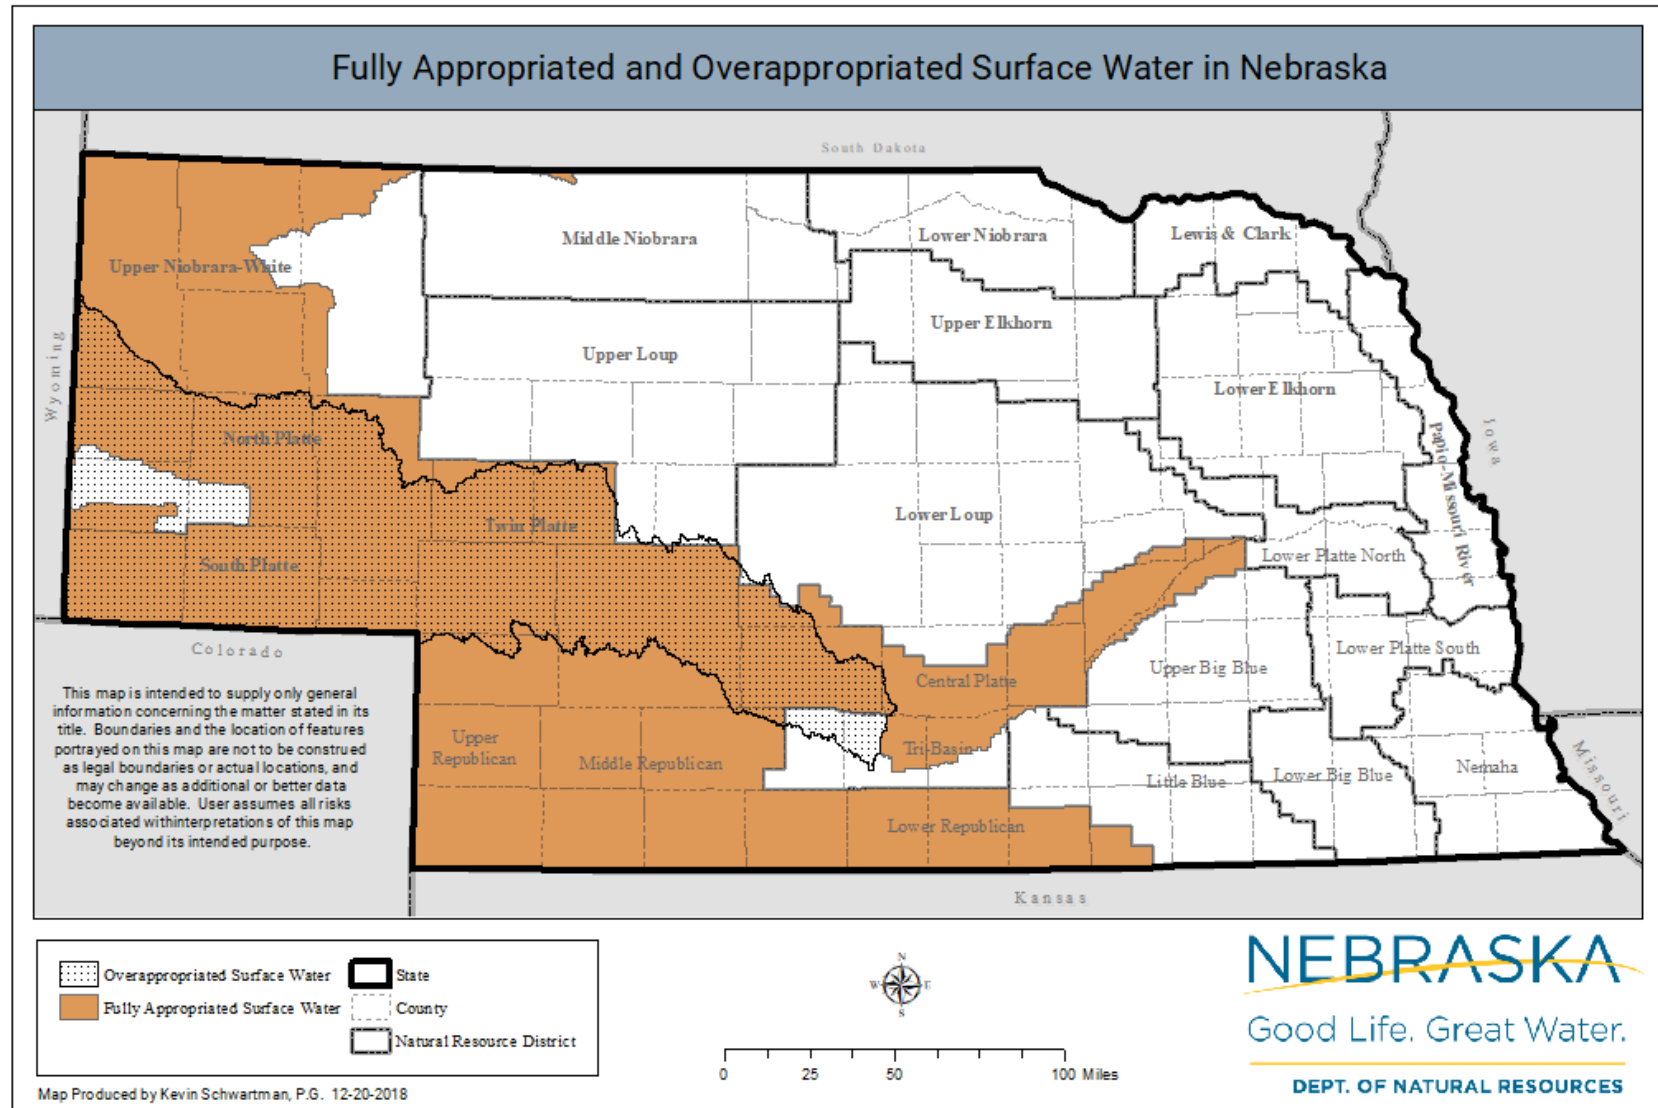 Fully Appropriated and Overappropriated Surface Water in Nebraska
South Dakota
Middle Niobrara
Lower Niobrara
Lewis & Clark
Upper Niobrara-White
Upper Elkhorn
Wyoming
Upper Loup
Lower Elkhorn
Iowa
North Platte
Papio-Missouri River
Lower Loup
Twin Platte
Lower Platte North
South Platte
Colorado
Lower Platte South
Upper Big Blue
Central Platte
This map is intended to supply only general
information concerning the matter stated in its
title. Boundaries and the location of features
portrayed on this map are not to be construed
as legal boundaries or actual locations, and
may change as additional or better data
become available. User assumes all risks
associated withinterpretations of this map
beyond its intended purpose.
Upper
Republican
Middle Republican
Tri-Basin
Little Blue
Lower Big Blue
Nemaha
Missouri
Lower Republican
Kansas
Overappropriated Surface Water
State
Fully Appropriated Surface Water
County
Natural Resource District
N
W
E
S
0 25 50 100 Miles
NEBRASKA
Good Life. Great Water.
DEPT. OF NATURAL RESOURCES
Map Produced by Kevin Schwartman, P.G. 12-20-2018